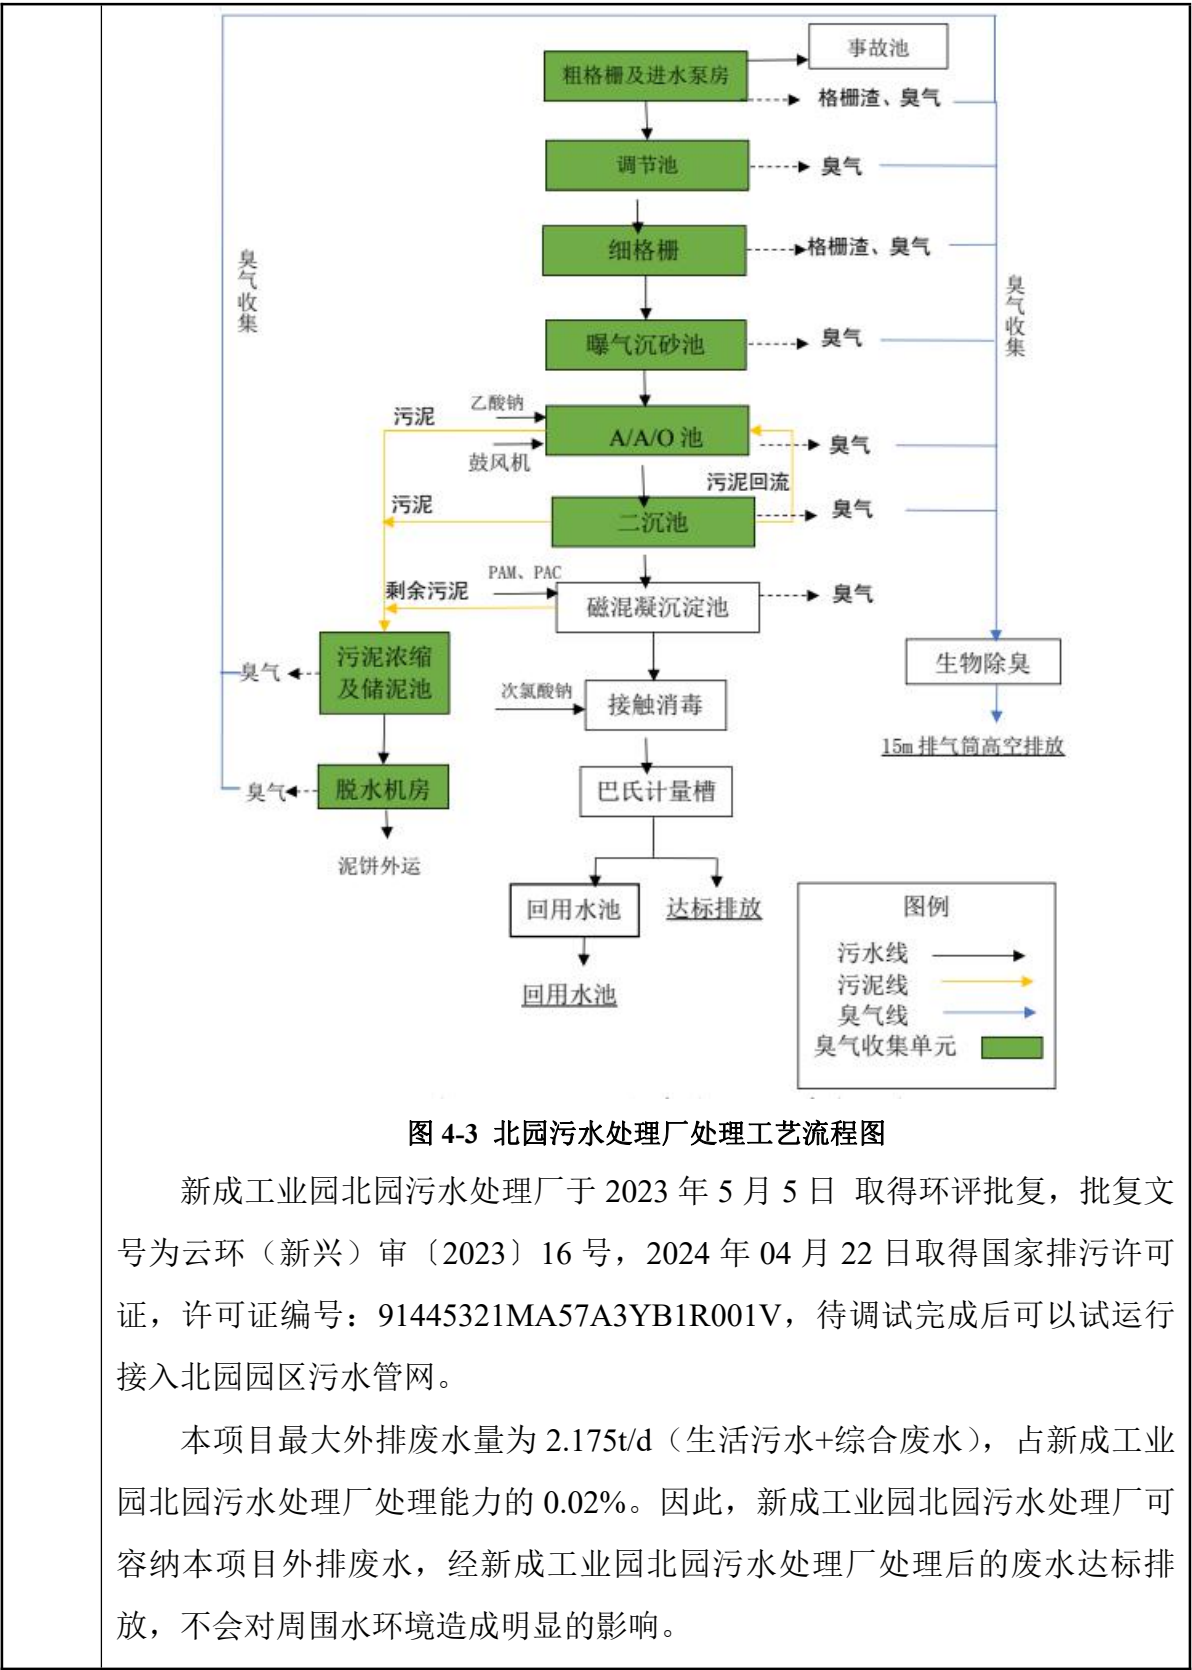 事故池
粗格栅及进水泵房
格栅渣、臭气
调节池
臭气
细格栅
格栅渣、臭气
臭气收集
臭气收集
曝气沉砂池
臭气
乙酸钠
污泥
A/A/O 池
臭气
鼓风机
污泥回流
污泥
二沉池
臭气
PAM、PAC
剩余污泥
磁混凝沉淀池
臭气
污泥浓缩
及储泥池
臭气
生物除臭
次氯酸钠
接触消毒
15m 排气筒高空排放
臭气
脱水机房
巴氏计量槽
泥饼外运
回用水池
达标排放
回用水池
图例
污水线
污泥线
臭气线
臭气收集单元
图 4-3 北园污水处理厂处理工艺流程图
新成工业园北园污水处理厂于 2023 年 5 月 5 日 取得环评批复，批复文
号为云环（新兴）审〔2023〕16 号，2024 年 04 月 22 日取得国家排污许可
证，许可证编号：91445321MA57A3YB1R001V，待调试完成后可以试运行
接入北园园区污水管网。
本项目最大外排废水量为 2.175t/d（生活污水+综合废水），占新成工业
园北园污水处理厂处理能力的 0.02%。因此，新成工业园北园污水处理厂可
容纳本项目外排废水，经新成工业园北园污水处理厂处理后的废水达标排
放，不会对周围水环境造成明显的影响。